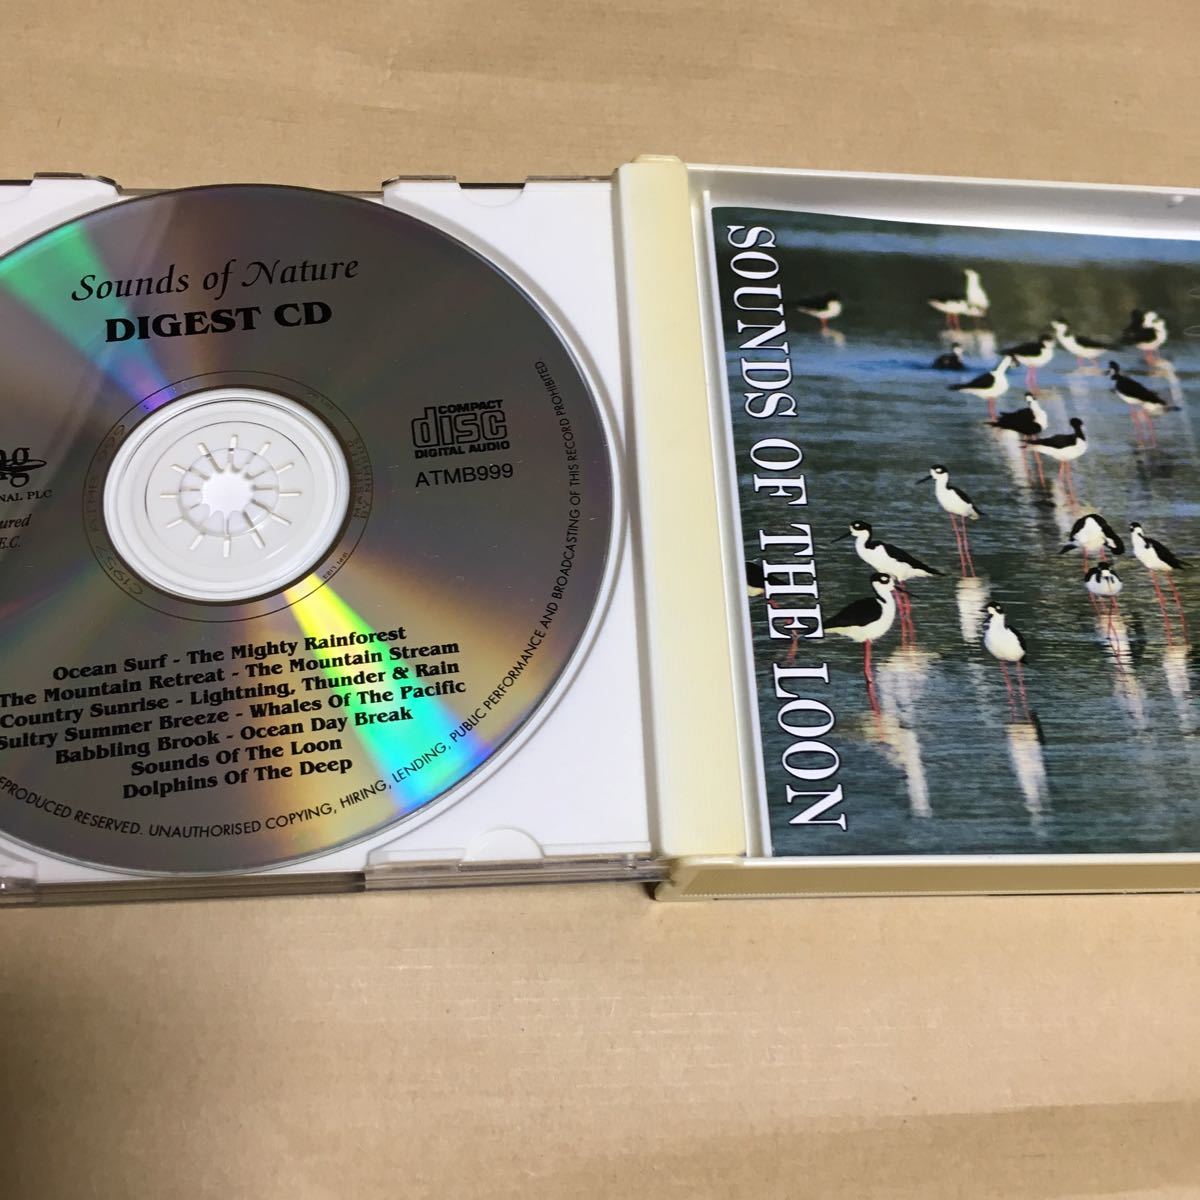 Sounds of Nature
DIGEST CD
COMPACT
disc
DIGITAL AUDIO
ATMB999
NAL PLC
E.C.
Ocean Surf - The Mighty Rainforest
The Mountain Retreat - The Mountain Stream
Country Sunrise - Lightning, Thunder & Rain
Sultry Summer Breeze - Whales Of The Pacific
Babbling Brook - Ocean Day Break
Sounds Of The Loon
Dolphins Of The Deep
REPRODUCED RESERVED. UNAUTHORISED COPYING, HIRING, LENDING, PUBLIC PERFORMANCE AND BROADCASTING OF THIS RECORD PROHIBITED.
SOUNDS OF THE LOON